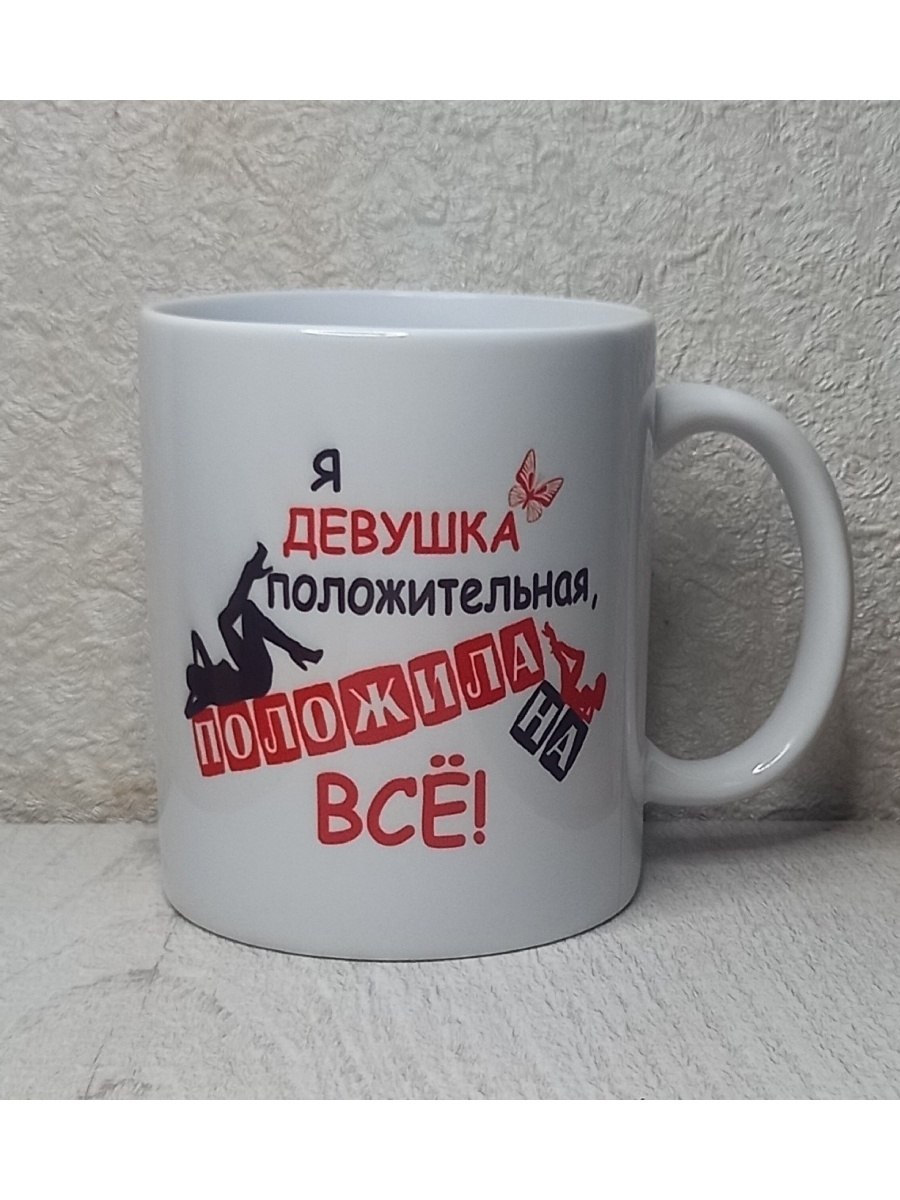 Я
ДЕВУШКА
ПОЛОЖИТЕЛЬНАЯ,
ПОЛОЖИЛА НА
ВСЁ!